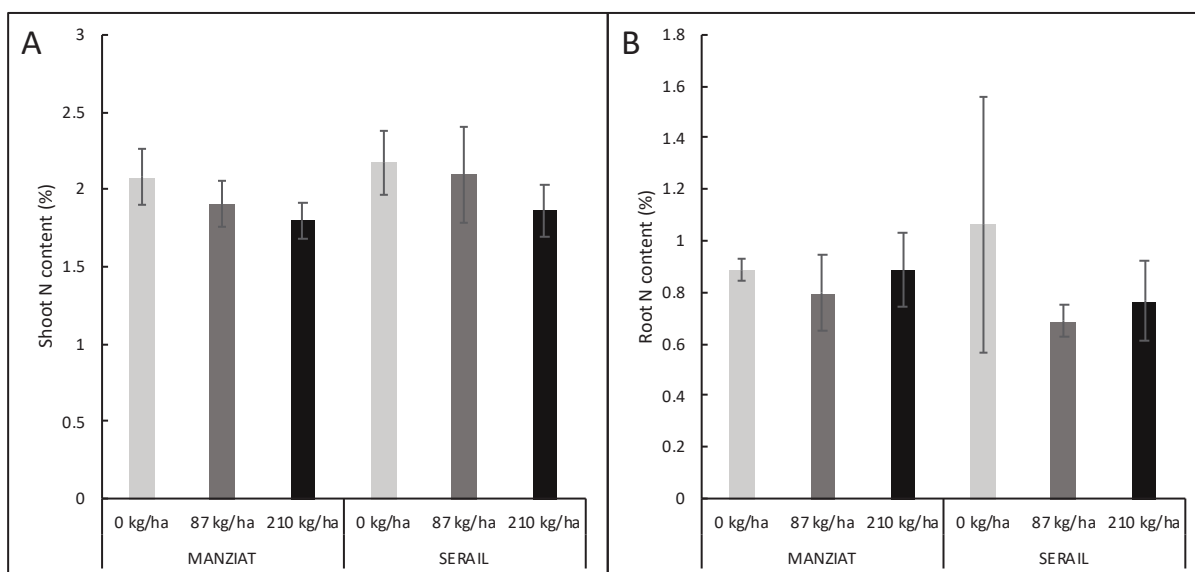 A
Shoot N content (%)
3
2.5
2
1.5
1
0.5
0
0 kg/ha 87 kg/ha 210 kg/ha 0 kg/ha 87 kg/ha 210 kg/ha
MANZIAT SERAIL
B
Root N content (%)
1.8
1.6
1.4
1.2
1
0.8
0.6
0.4
0.2
0
0 kg/ha 87 kg/ha 210 kg/ha 0 kg/ha 87 kg/ha 210 kg/ha
MANZIAT SERAIL